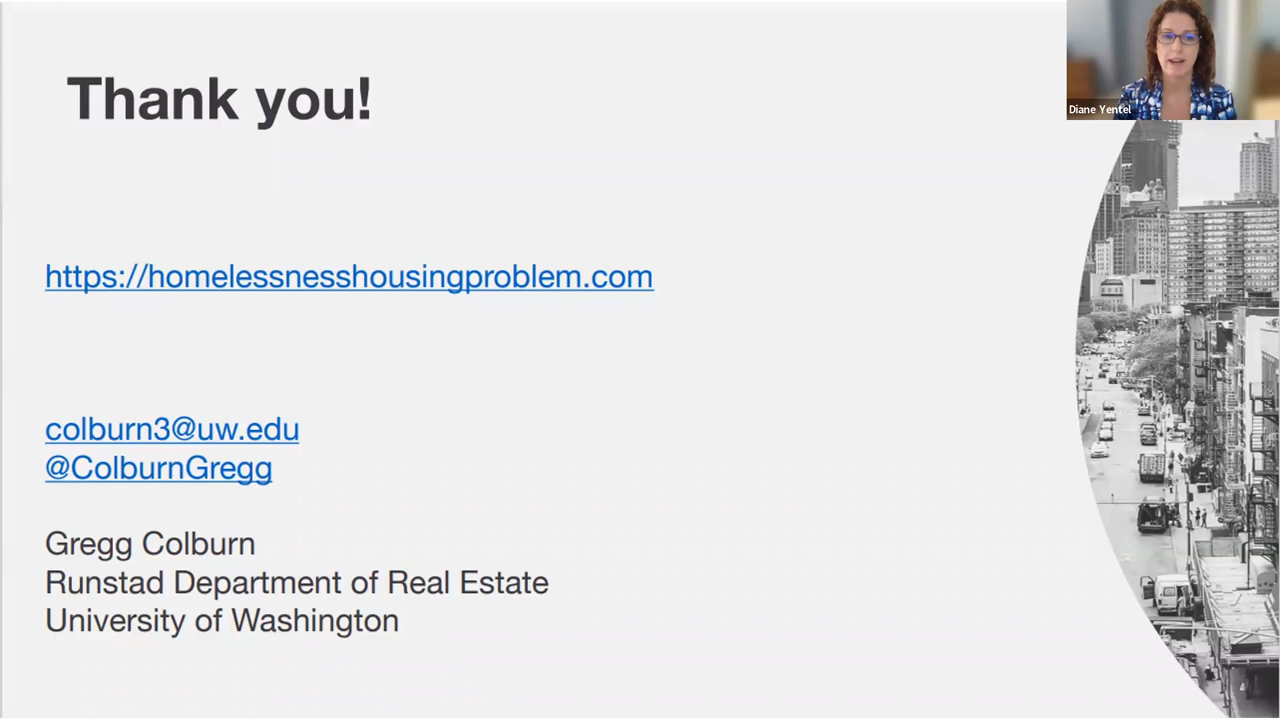 Thank you!
Diane Yentel
https://homelessnesshousingproblem.com
colburn3@uw.edu
@ColburnGregg
Gregg Colburn
Runstad Department of Real Estate
University of Washington